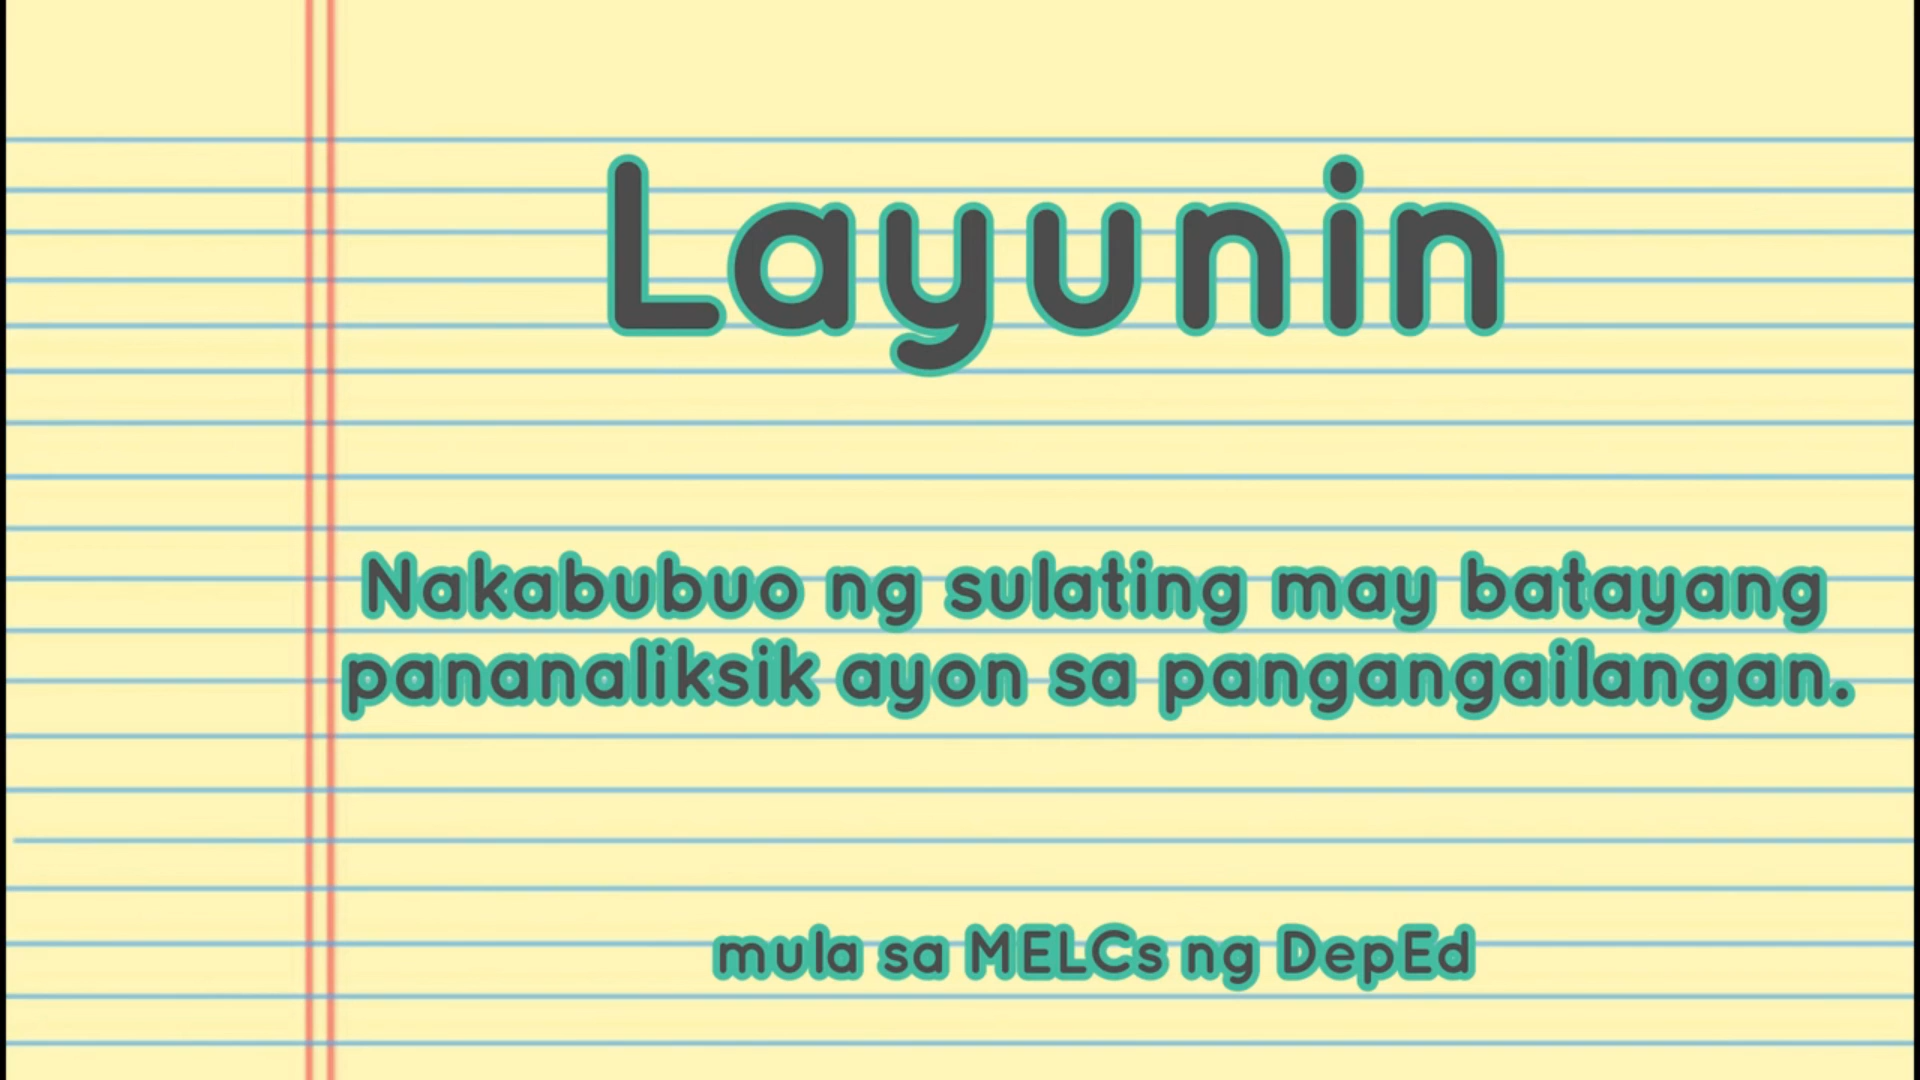 Layunin
Nakabubuo ng sulating may batayang
pananaliksik ayon sa pangangailangan.
mula sa MELCs ng DepEd